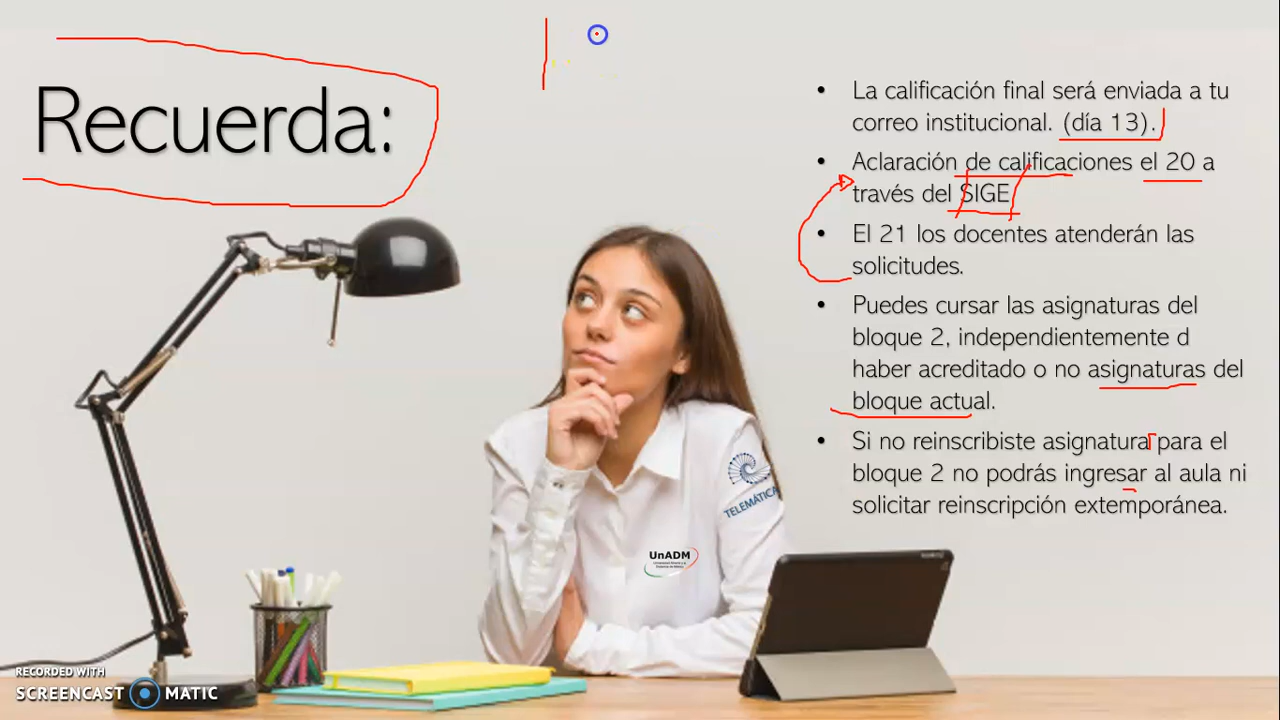 Recuerda:
• La calificación final será enviada a tu
correo institucional. (día 13).
• Aclaración de calificaciones el 20 a
través del SIGE
• El 21 los docentes atenderán las
solicitudes.
• Puedes cursar las asignaturas del
bloque 2, independientemente d
haber acreditado o no asignaturas del
bloque actual.
• Si no reinscribiste asignatura para el
bloque 2 no podrás ingresar al aula ni
solicitar reinscripción extemporánea.
TELEMÁTICA
UnADM
RECORDED WITH
SCREENCAST MATIC